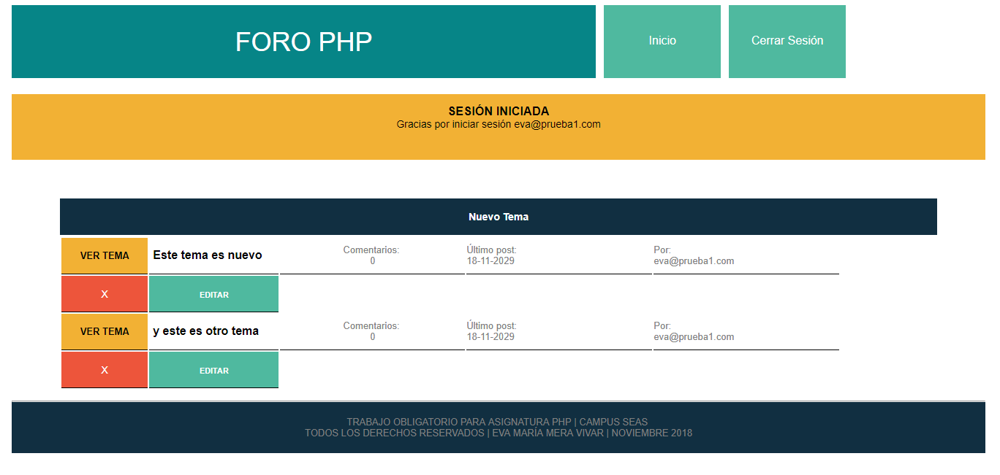 FORO PHP
Inicio
Cerrar Sesión
SESIÓN INICIADA
Gracias por iniciar sesión eva@prueba1.com
Nuevo Tema
VER TEMA
Este tema es nuevo
Comentarios:
0
Último post:
18-11-2029
Por:
eva@prueba1.com
X
EDITAR
VER TEMA
y este es otro tema
Comentarios:
0
Último post:
18-11-2029
Por:
eva@prueba1.com
X
EDITAR
TRABAJO OBLIGATORIO PARA ASIGNATURA PHP | CAMPUS SEAS
TODOS LOS DERECHOS RESERVADOS | EVA MARÍA MERA VIVAR | NOVIEMBRE 2018